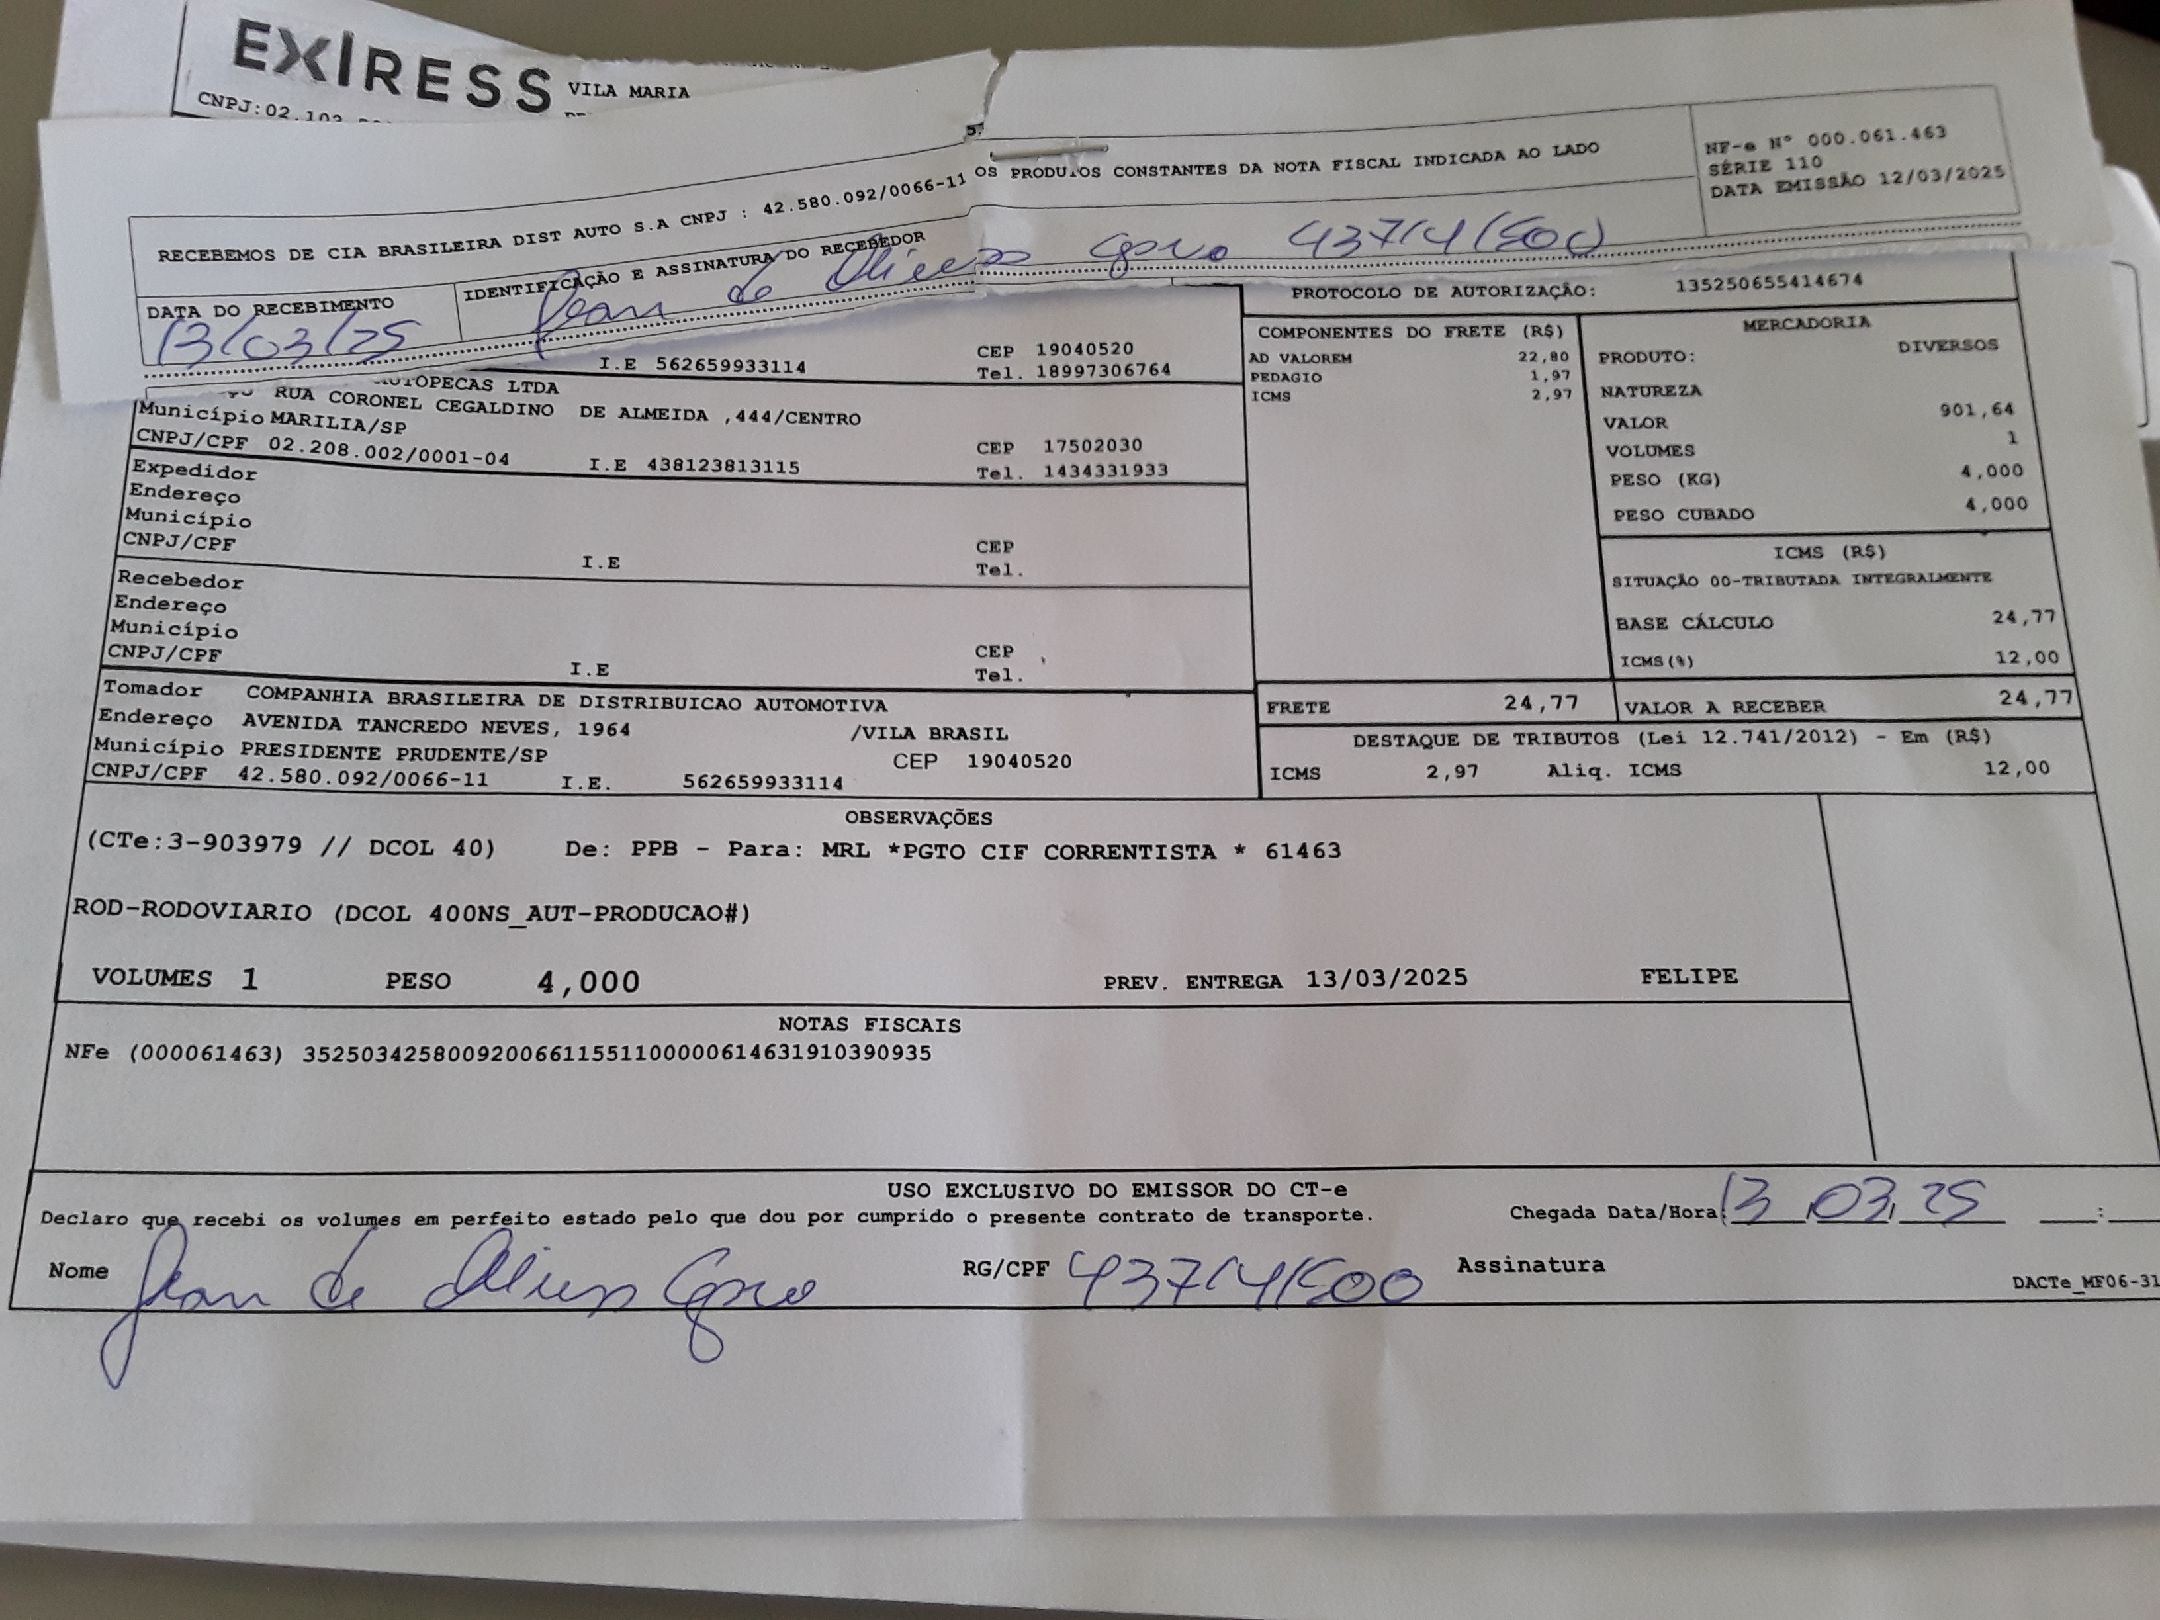 EXPRESS
VILA MARIA
CNPJ:02.102
RECEBEMOS DE CIA BRASILEIRA DIST AUTO S.A CNPJ : 42.580.092/0066-11 OS PRODUTOS CONSTANTES DA NOTA FISCAL INDICADA AO LADO
NF-e N° 000.061.463
SÉRIE 110
DATA EMISSÃO 12/03/2025
DATA DO RECEBIMENTO
13/03/25
IDENTIFICAÇÃO E ASSINATURA DO RECEBEDOR
Jean de 437141500
PROTOCOLO DE AUTORIZAÇÃO: 135250655414674
I.E 562659933114
CEP 19040520
Tel. 18997306764
AUTOPECAS LTDA
RUA CORONEL CEGALDINO DE ALMEIDA ,444/CENTRO
Município MARILIA/SP
CEP 17502030
CNPJ/CPF 02.208.002/0001-04 I.E 438123813115 Tel. 1434331933
Expedidor
Endereço
Município
CEP
CNPJ/CPF I.E Tel.
Recebedor
Endereço
Município
CEP
CNPJ/CPF I.E Tel.
Tomador COMPANHIA BRASILEIRA DE DISTRIBUICAO AUTOMOTIVA
Endereço AVENIDA TANCREDO NEVES, 1964 /VILA BRASIL
Município PRESIDENTE PRUDENTE/SP CEP 19040520
CNPJ/CPF 42.580.092/0066-11 I.E. 562659933114
COMPONENTES DO FRETE (R$)
AD VALOREM 22,80
PEDAGIO 1,97
ICMS 2,97
MERCADORIA
PRODUTO: DIVERSOS
NATUREZA
VALOR 901,64
VOLUMES 1
PESO (KG) 4,000
PESO CUBADO 4,000
ICMS (R$)
SITUAÇÃO 00-TRIBUTADA INTEGRALMENTE
BASE CÁLCULO 24,77
ICMS(%) 12,00
FRETE 24,77
VALOR A RECEBER 24,77
DESTAQUE DE TRIBUTOS (Lei 12.741/2012) - Em (R$)
ICMS 2,97 Aliq. ICMS 12,00
OBSERVAÇÕES
(CTe:3-903979 // DCOL 40) De: PPB - Para: MRL *PGTO CIF CORRENTISTA * 61463
ROD-RODOVIARIO (DCOL 400NS_AUT-PRODUCAO#)
VOLUMES 1 PESO 4,000 PREV. ENTREGA 13/03/2025 FELIPE
NOTAS FISCAIS
NFe (000061463) 35250342580092006611551100000614631910390935
USO EXCLUSIVO DO EMISSOR DO CT-e
Declaro que recebi os volumes em perfeito estado pelo que dou por cumprido o presente contrato de transporte.
Chegada Data/Hora: 13 03 25 :
Nome Jean de RG/CPF 437141500 Assinatura
DACTe_MF06-31